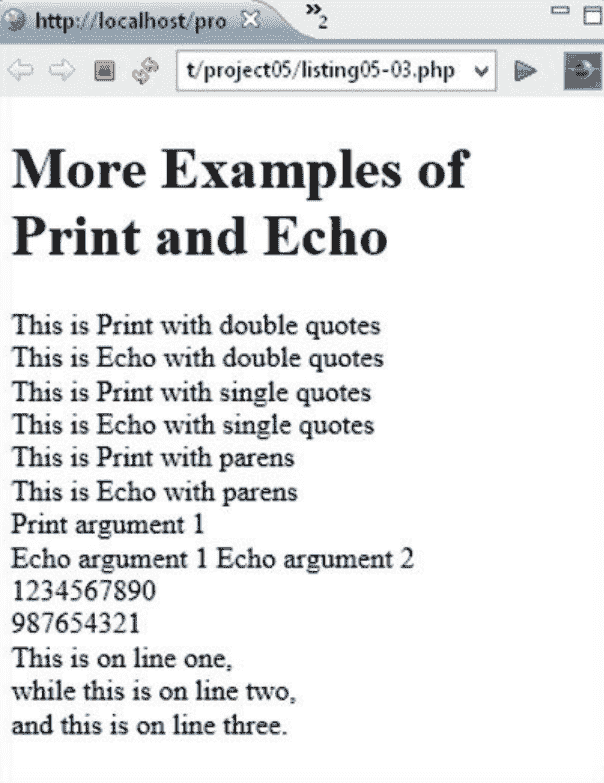 http://localhost/pro
»2
t/project05/listing05-03.php
More Examples of
Print and Echo
This is Print with double quotes
This is Echo with double quotes
This is Print with single quotes
This is Echo with single quotes
This is Print with parens
This is Echo with parens
Print argument 1
Echo argument 1 Echo argument 2
1234567890
987654321
This is on line one,
while this is on line two,
and this is on line three.